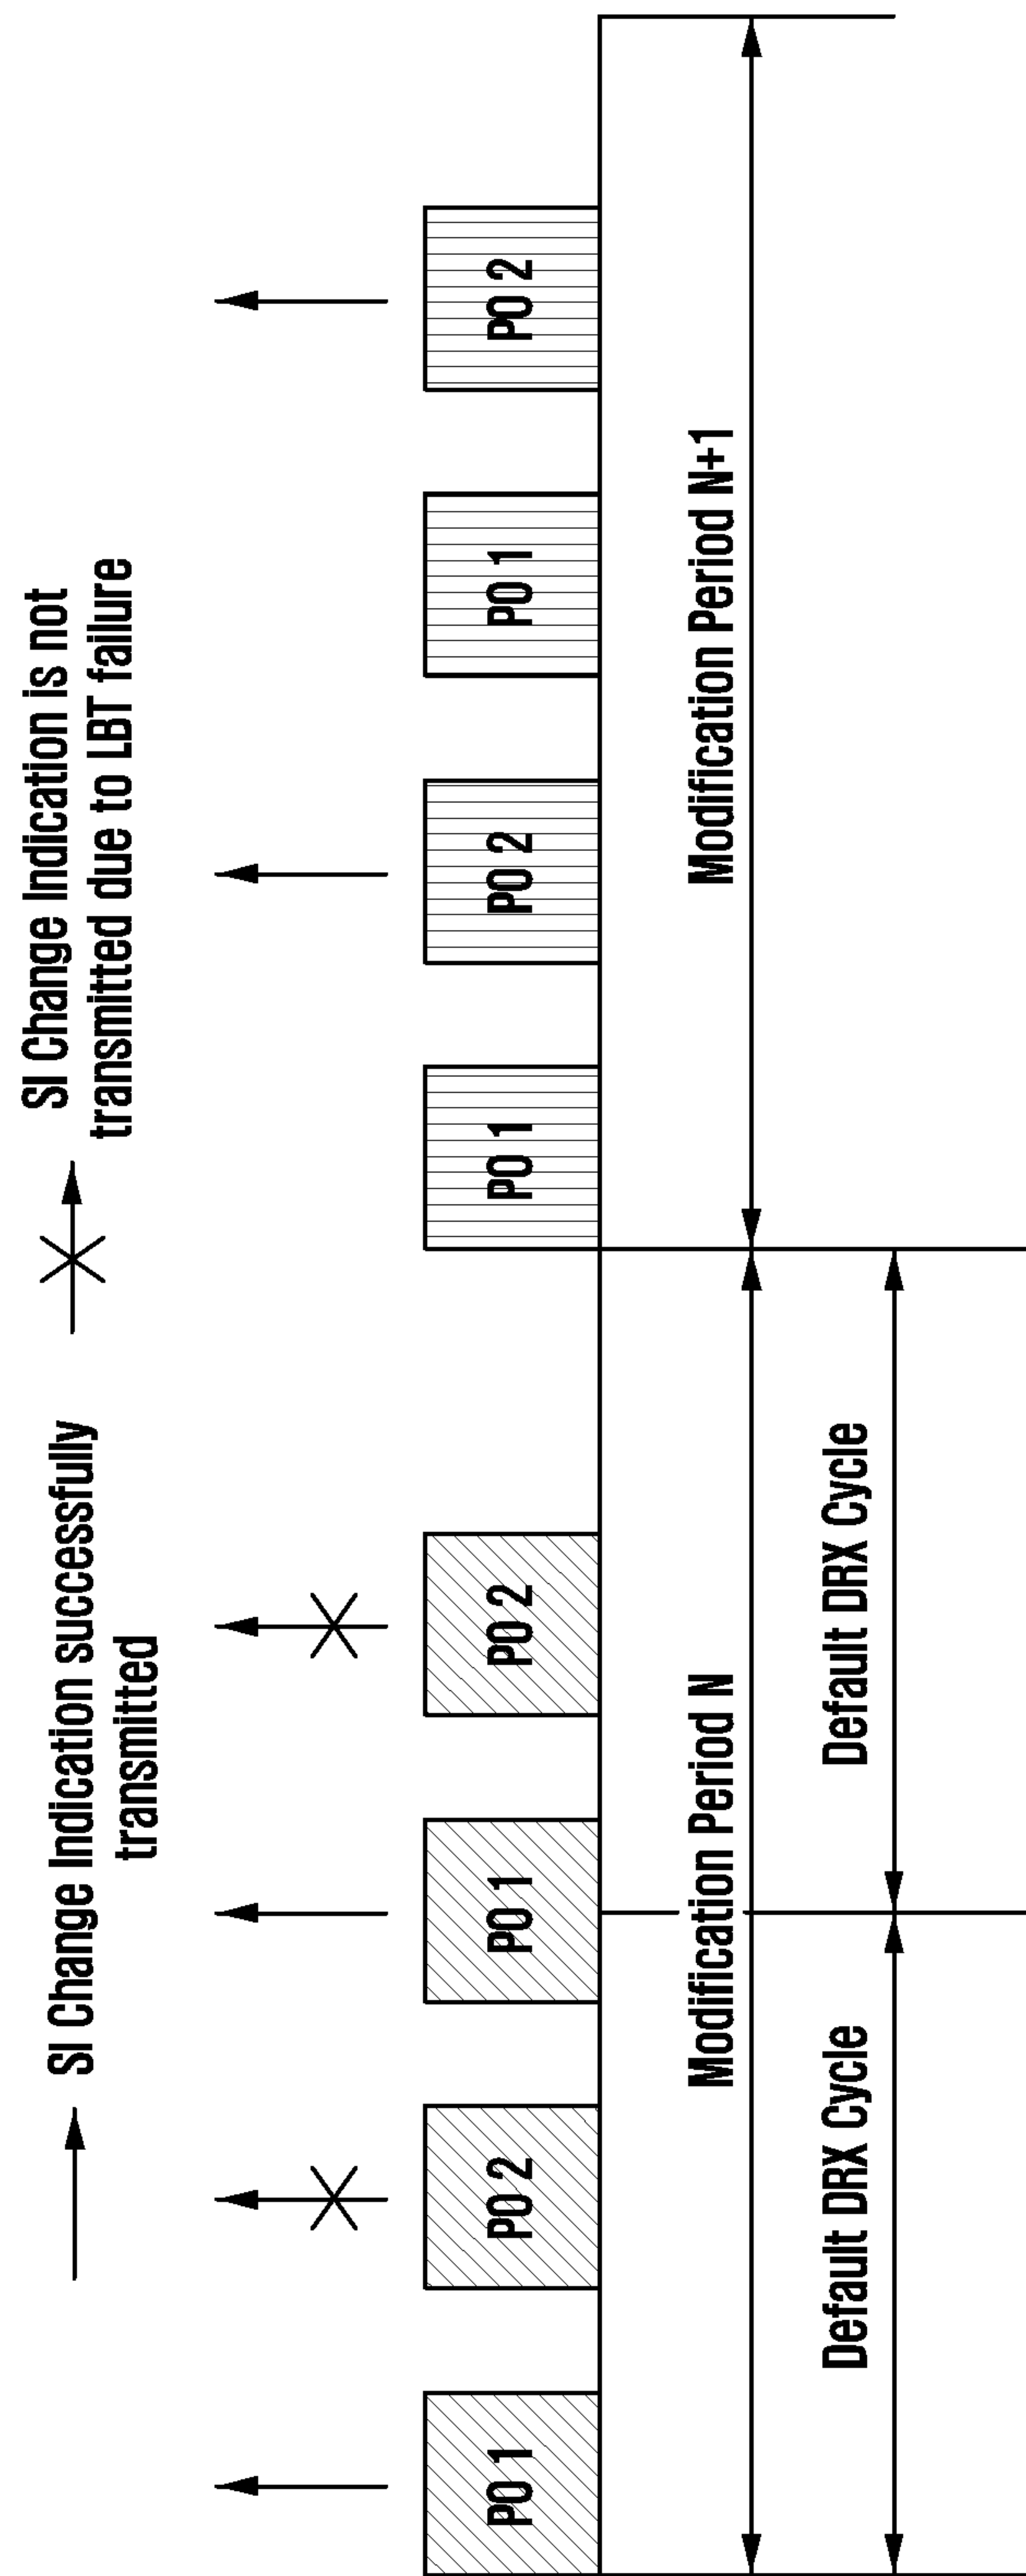 SI Change Indication successfully
transmitted
SI Change Indication is not
transmitted due to LBT failure
PO 1
PO 2
PO 1
PO 2
PO 1
PO 2
PO 1
PO 2
Modification Period N
Modification Period N+1
Default DRX Cycle
Default DRX Cycle